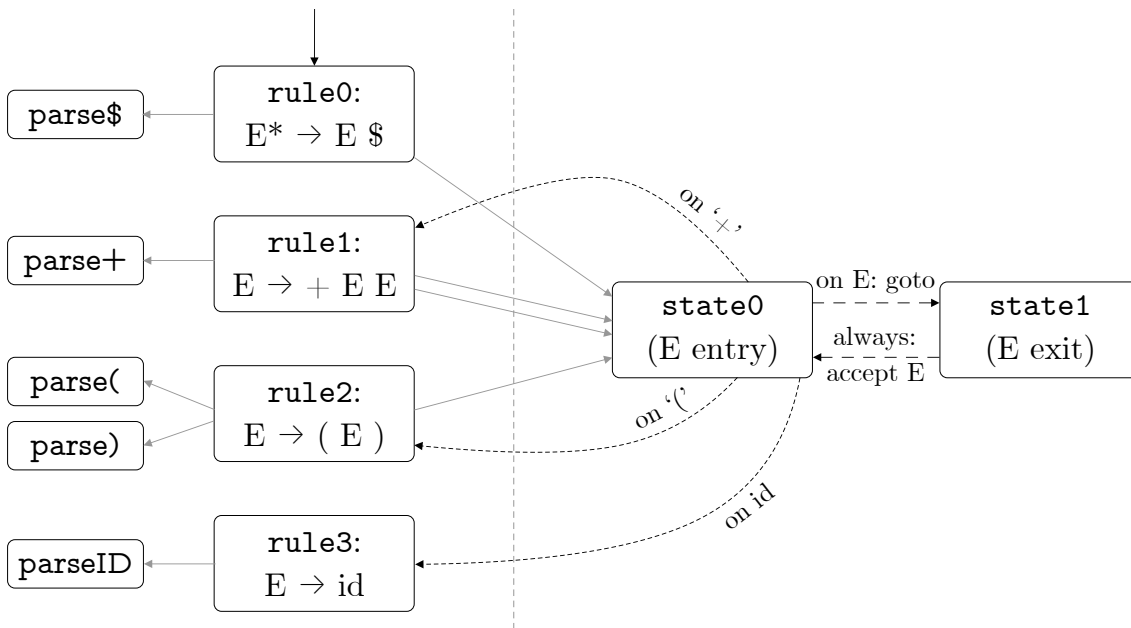 parse$
rule0:
E* → E $
parse+
rule1:
E → + E E
on ‘+’
parse(
parse)
rule2:
E → ( E )
on ‘(’
parseID
rule3:
E → id
on id
state0
(E entry)
on E: goto
always:
accept E
state1
(E exit)